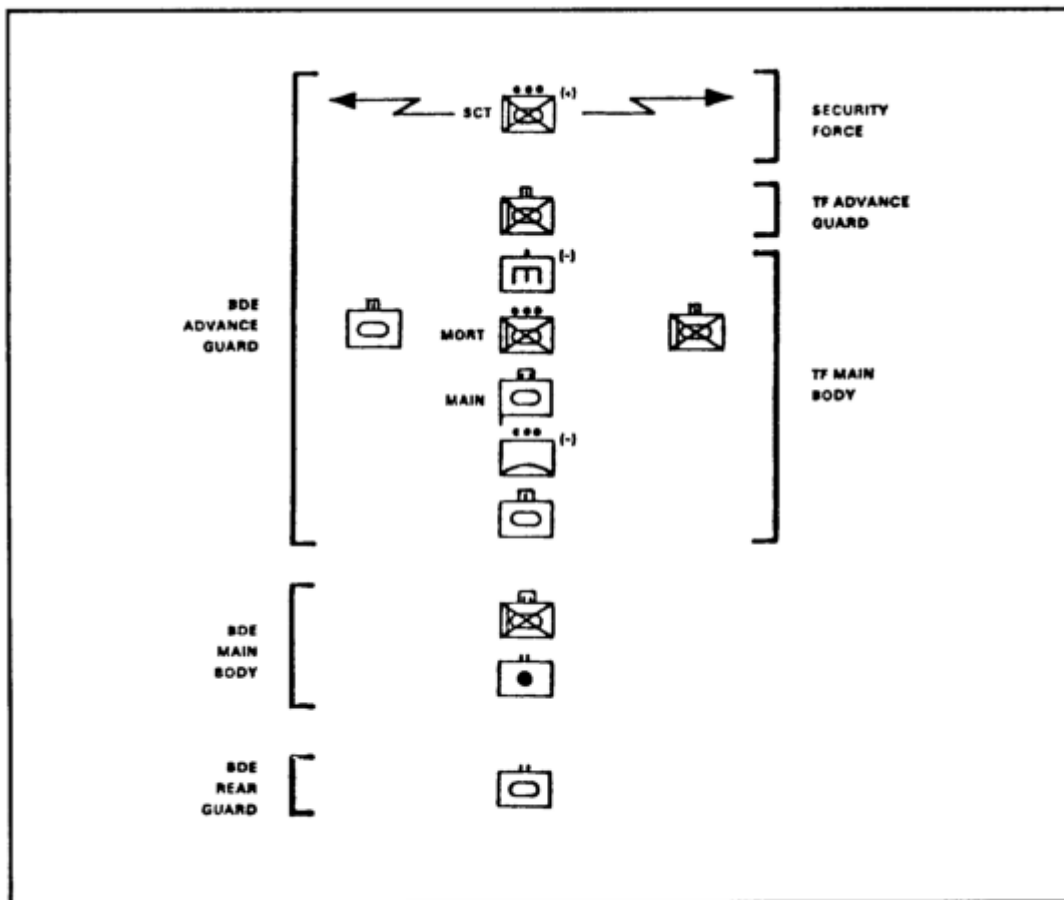 (+)
SCT
SECURITY
FORCE
TF ADVANCE
GUARD
(-)
BDE
ADVANCE
GUARD
MORT
MAIN
TF MAIN
BODY
(-)
BDE
MAIN
BODY
BDE
REAR
GUARD